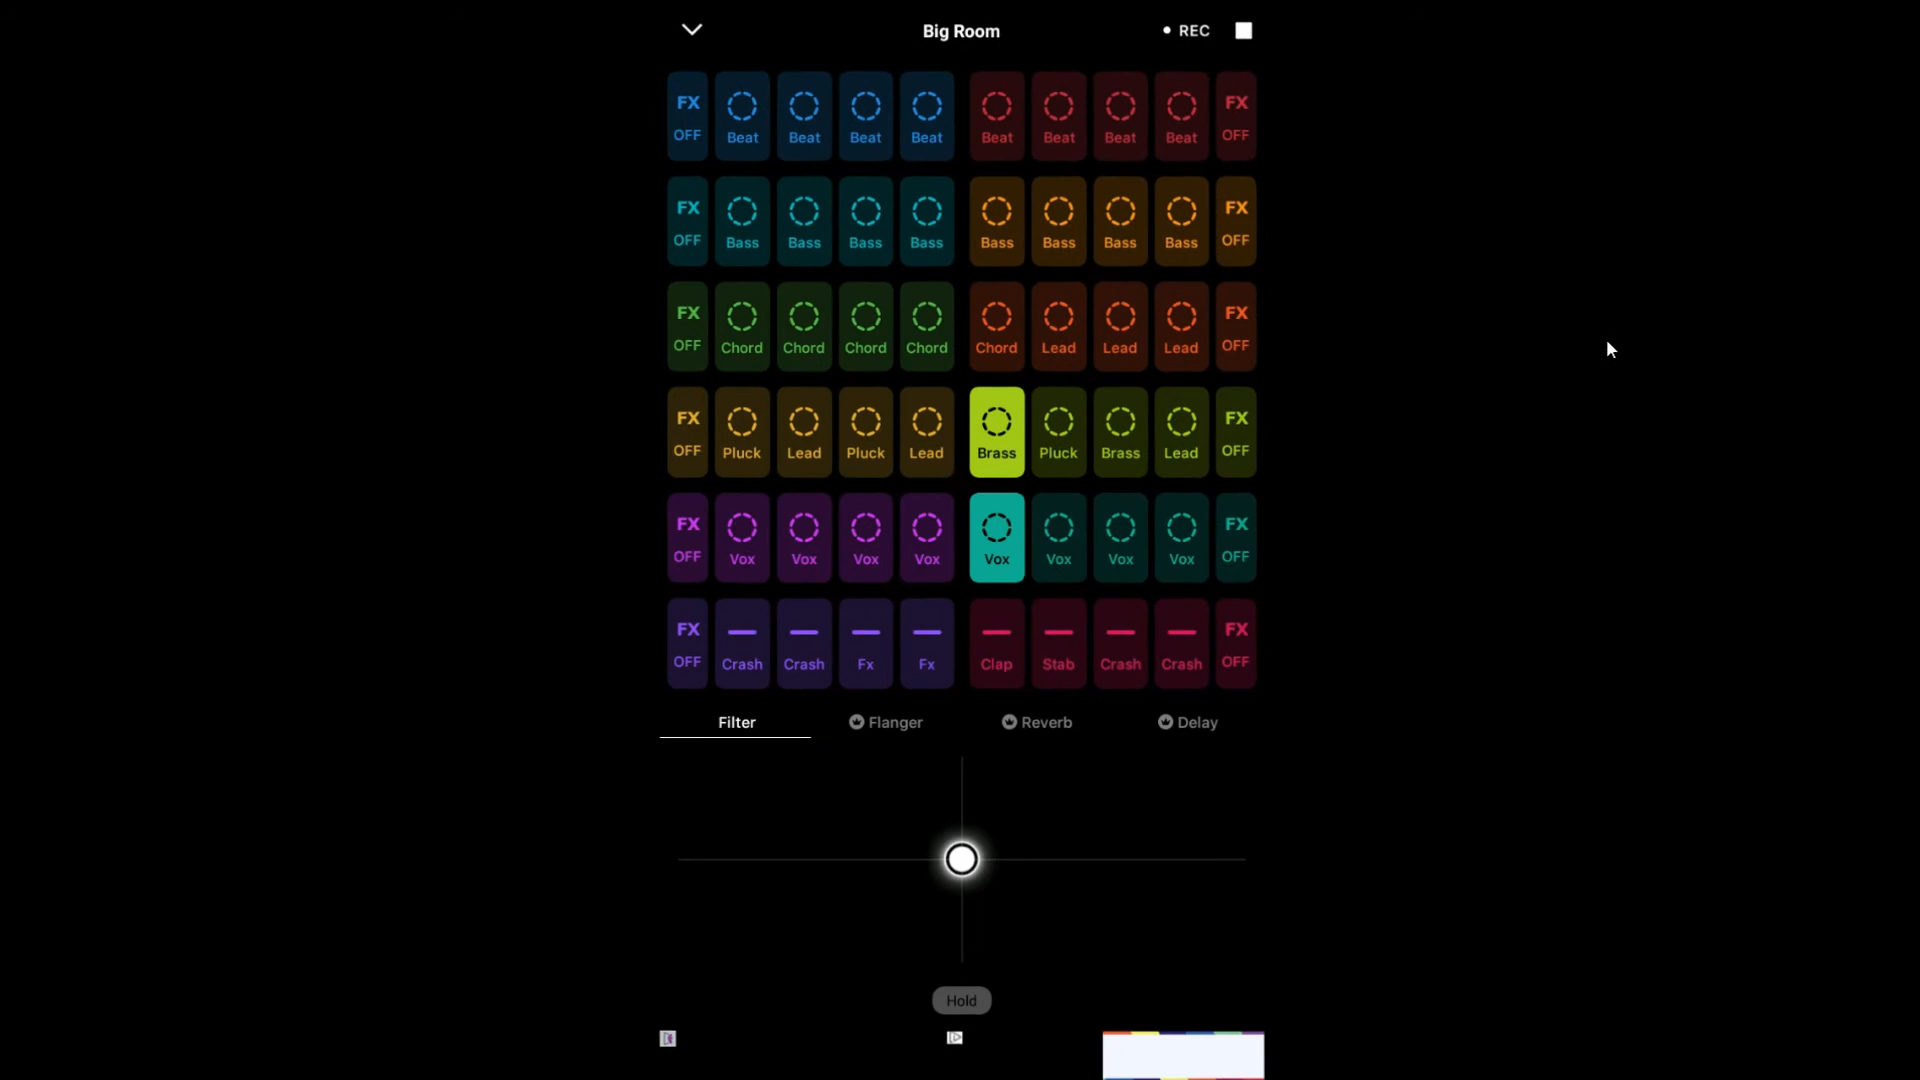 Big Room
REC
FX Beat Beat Beat Beat Beat Beat Beat Beat FX
OFF OFF
FX Bass Bass Bass Bass Bass Bass Bass Bass FX
OFF OFF
FX Chord Chord Chord Chord Chord Lead Lead Lead FX
OFF OFF
FX Pluck Lead Pluck Lead Brass Pluck Brass Lead FX
OFF OFF
FX Vox Vox Vox Vox Vox Vox Vox Vox FX
OFF OFF
FX Crash Crash Fx Fx Clap Stab Crash Crash FX
OFF OFF
Filter Flanger Reverb Delay
Hold